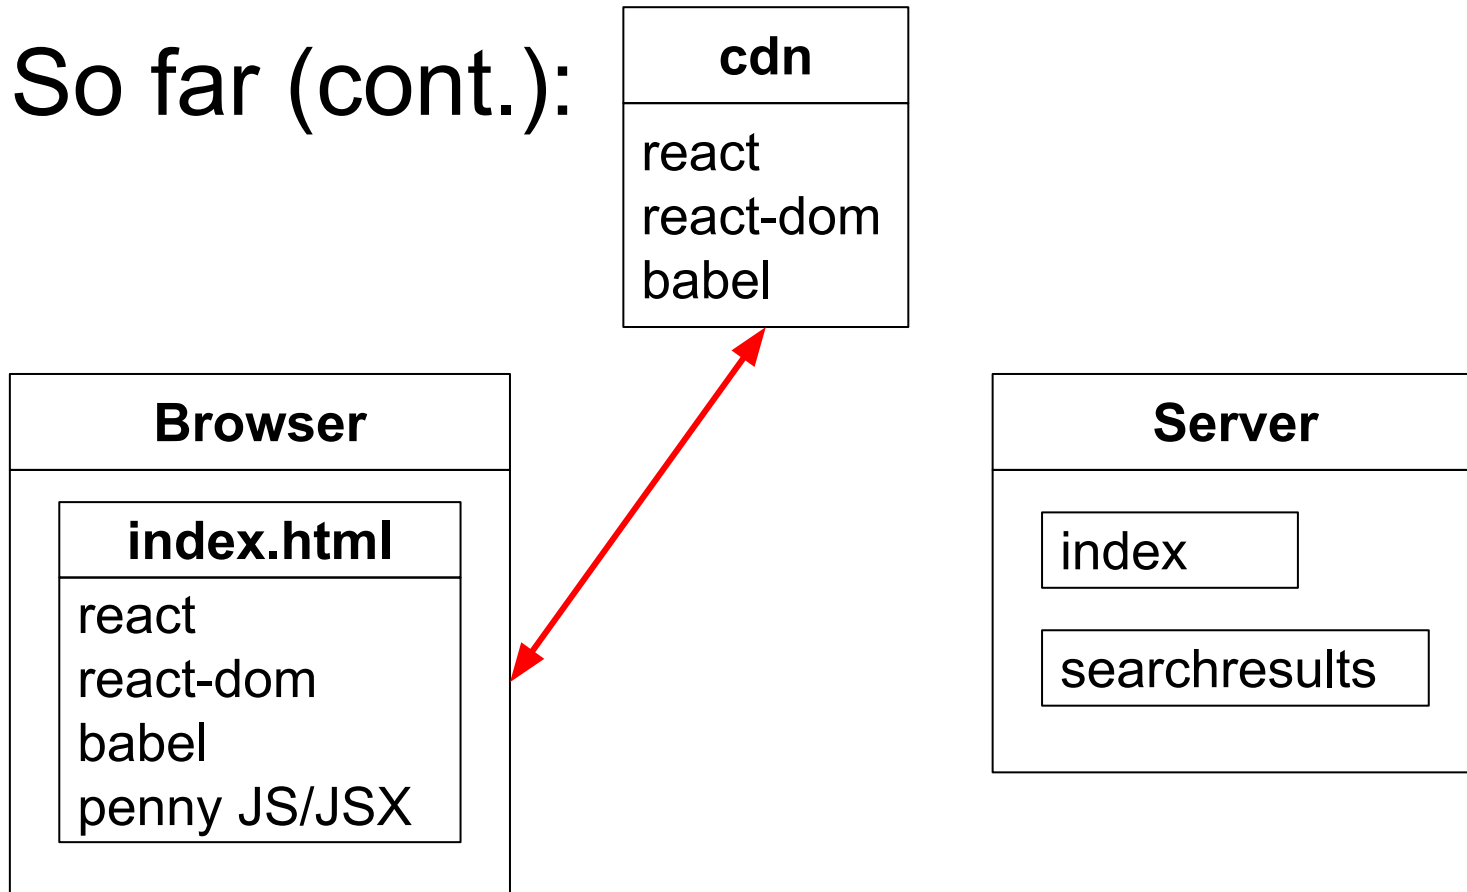 So far (cont.):
cdn
react
react-dom
babel
Browser
index.html
react
react-dom
babel
penny JS/JSX
Server
index
searchresults